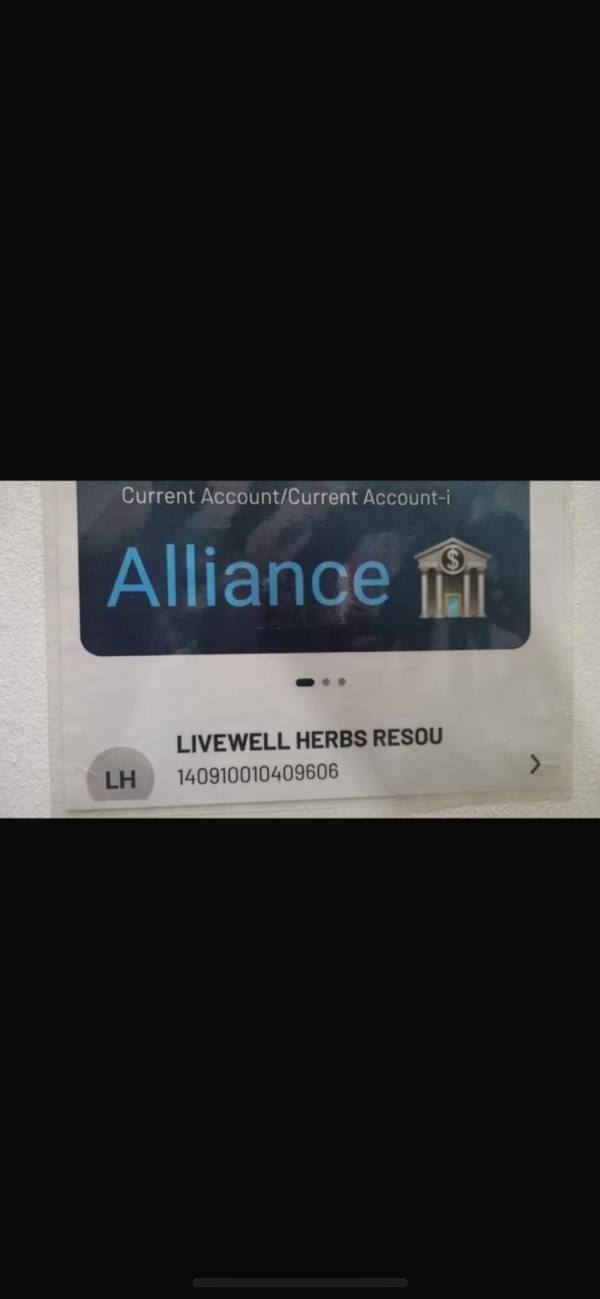 Current Account/Current Account-i
Alliance
$
LIVEWELL HERBS RESOU
LH
140910010409606